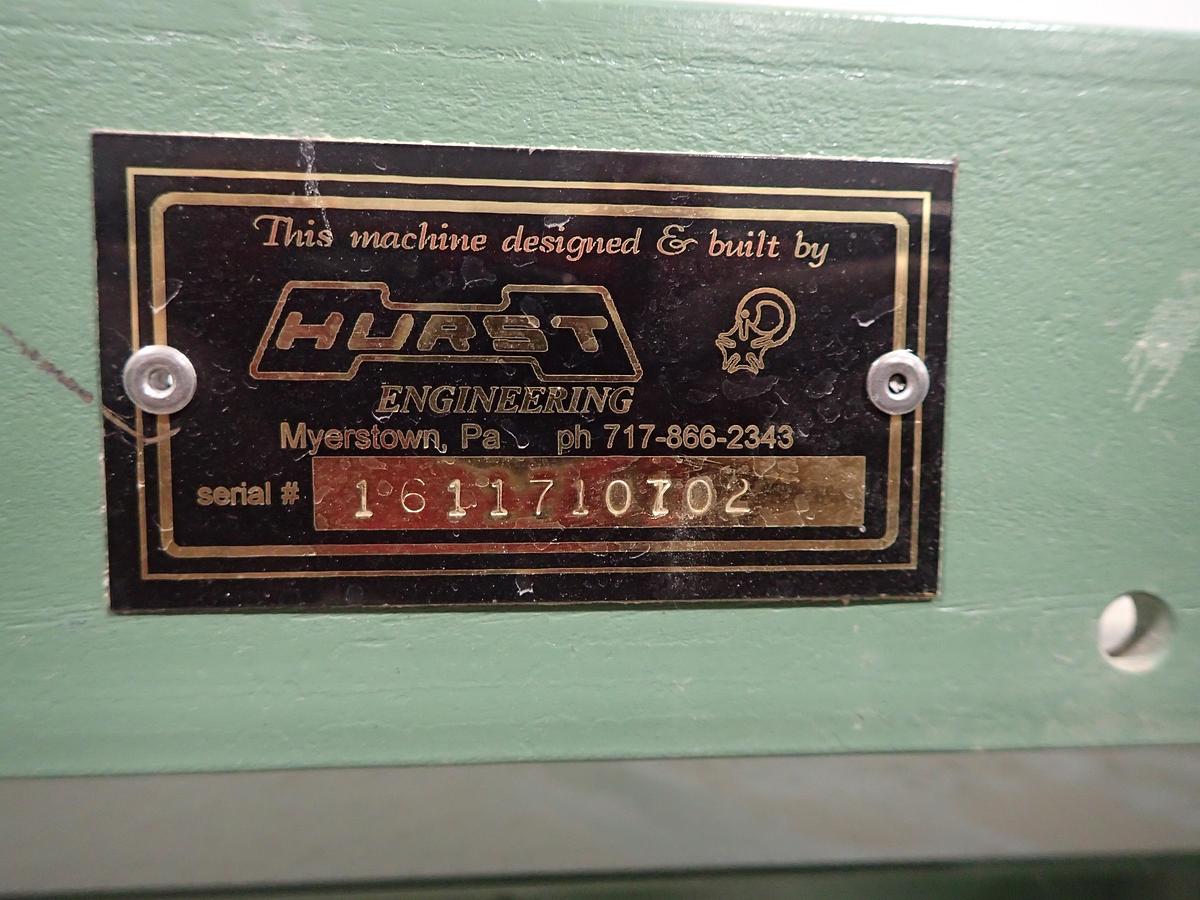 This machine designed & built by
HURST
ENGINEERING
Myerstown, Pa. ph 717-866-2343
serial # 1611710702